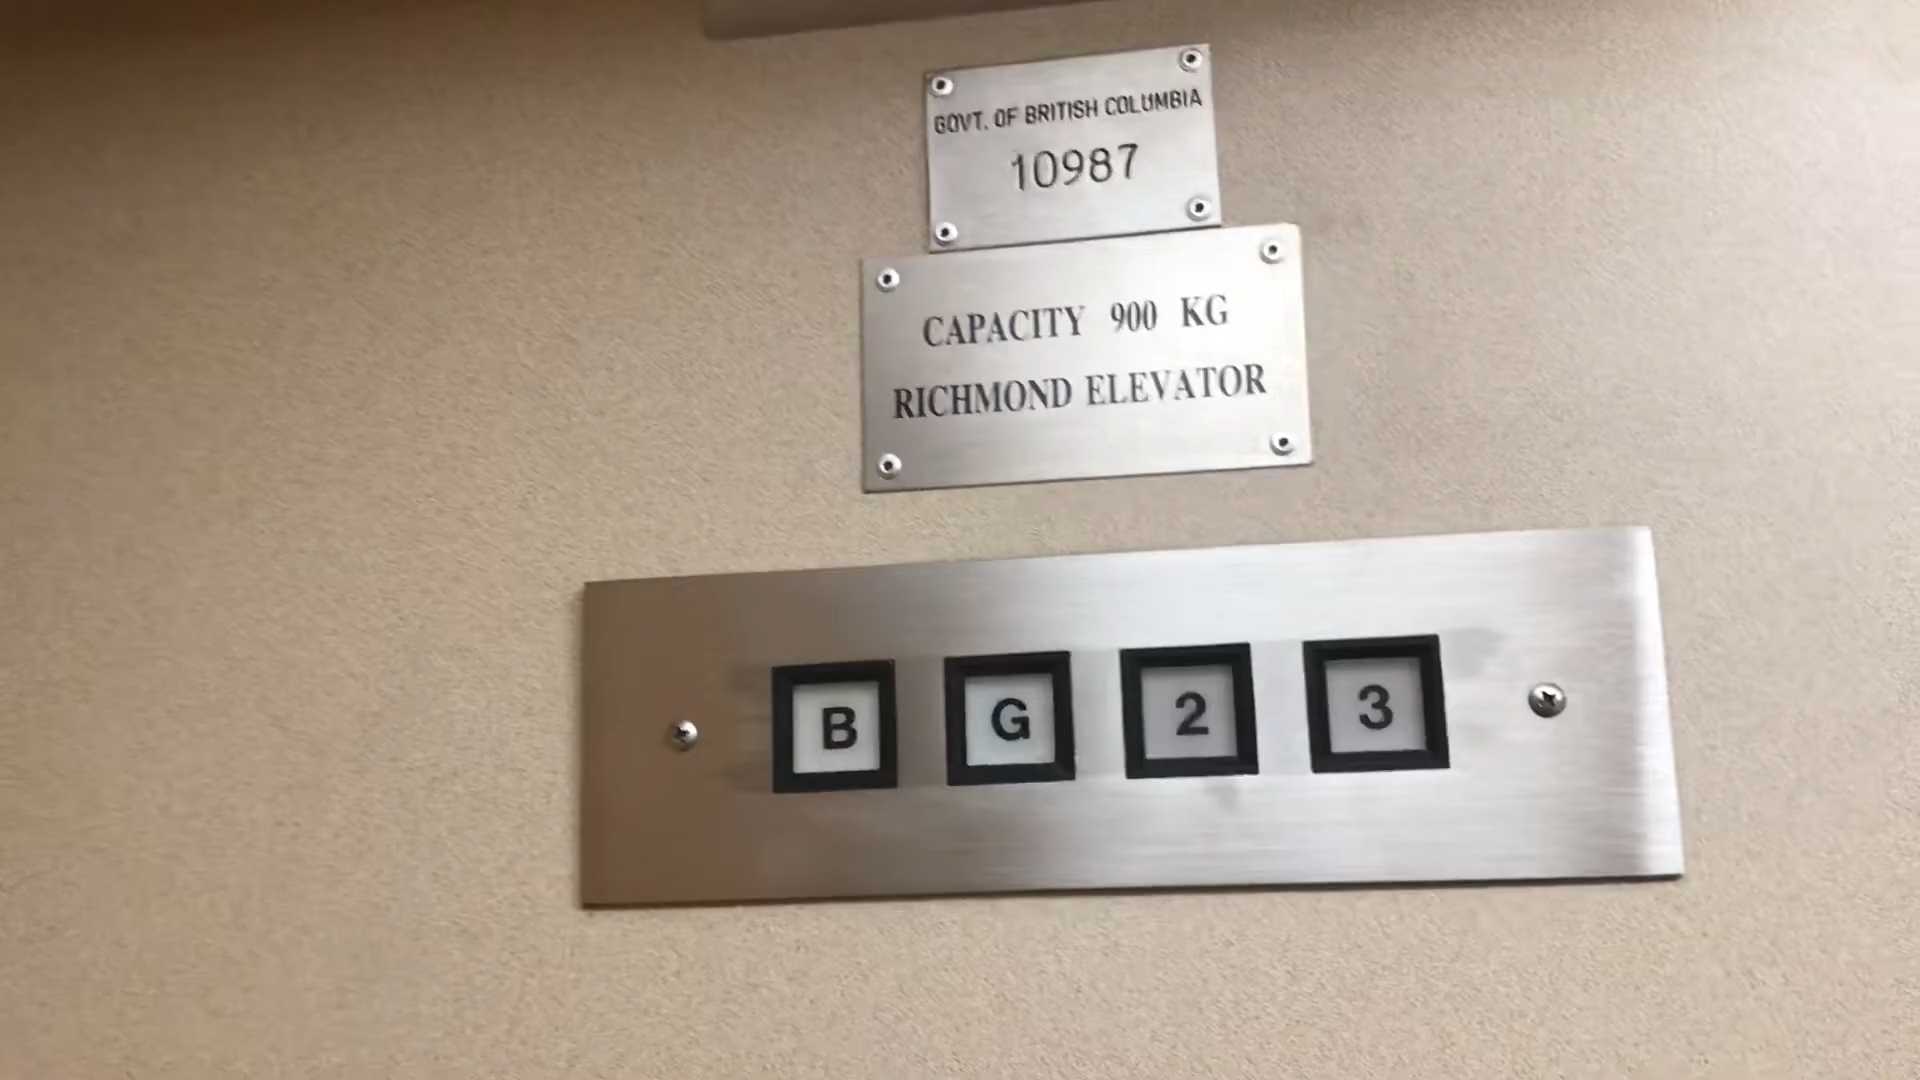 GOVT. OF BRITISH COLUMBIA
10987
CAPACITY 900 KG
RICHMOND ELEVATOR
B G 2 3